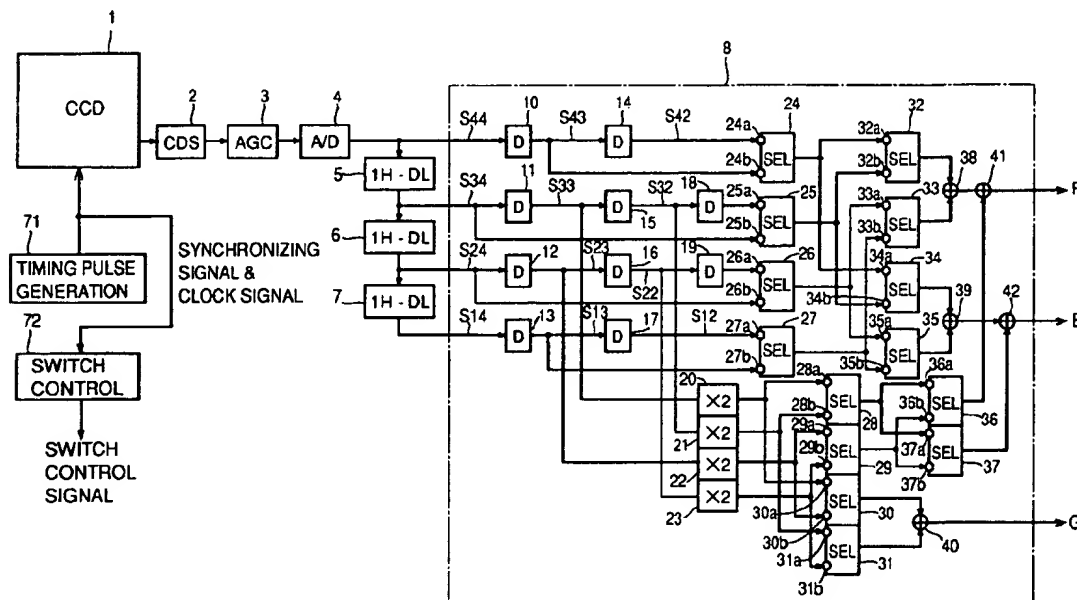 1
CCD
2
CDS
3
AGC
4
A/D
5
1H - DL
6
1H - DL
7
1H - DL
71
TIMING PULSE
GENERATION
72
SWITCH
CONTROL
SYNCHRONIZING
SIGNAL &
CLOCK SIGNAL
SWITCH
CONTROL
SIGNAL
8
S44
10
D
S43
14
D
S42
S34
11
D
S33
D
15
S32
18
D
S24
D
12
S23
D
16
S22
19
D
S14
D
13
S13
D
17
S12
20
×2
21
×2
22
×2
23
×2
24
24a
24b
SEL
25
25a
25b
SEL
26
26a
26b
SEL
27
27a
27b
SEL
28a
28b
SEL
28
29a
29b
SEL
29
30a
30b
SEL
30
31a
31b
SEL
31
32
32a
32b
SEL
33
33a
33b
SEL
34
34a
34b
SEL
35
35a
35b
SEL
36a
36b
SEL
36
37a
37b
SEL
37
38
39
40
41
42
G